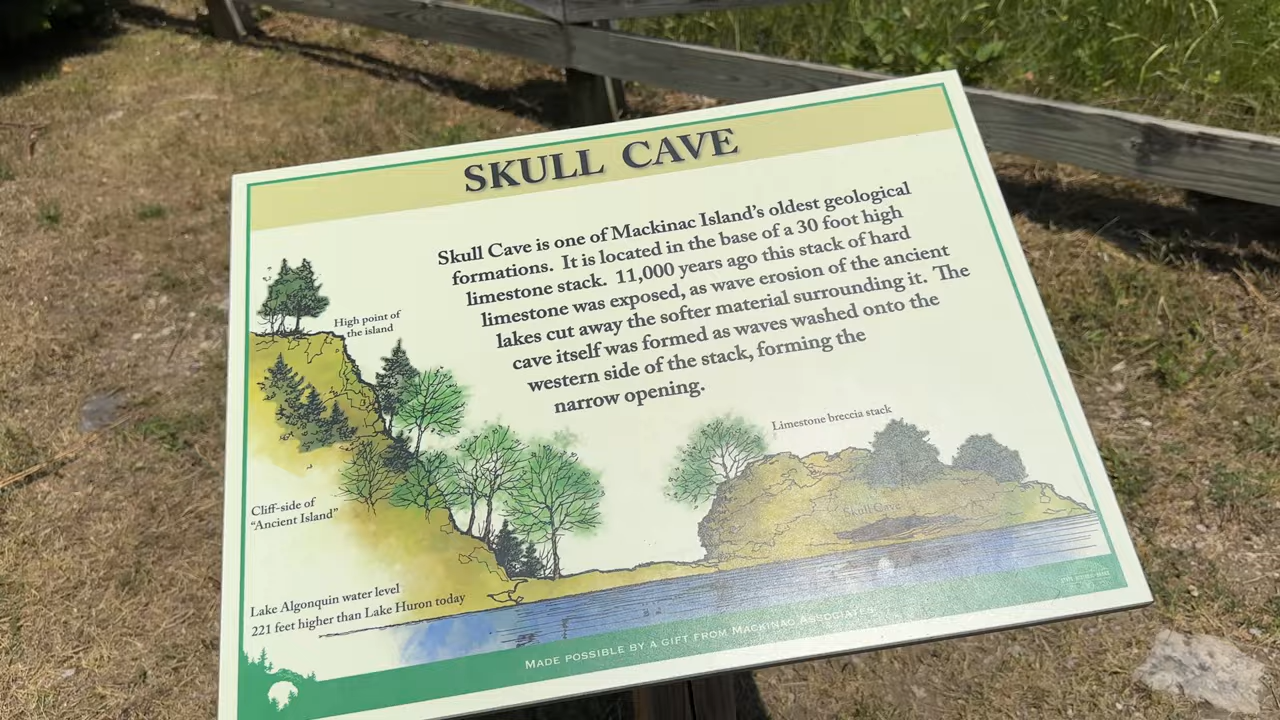 SKULL CAVE
Skull Cave is one of Mackinac Island's oldest geological
formations. It is located in the base of a 30 foot high
limestone stack. 11,000 years ago this stack of hard
limestone was exposed, as wave erosion of the ancient
lakes cut away the softer material surrounding it. The
cave itself was formed as waves washed onto the
western side of the stack, forming the
narrow opening.
High point of
the island
Limestone breccia stack
Skull Cave
Cliff-side of
"Ancient Island"
Lake Algonquin water level
221 feet higher than Lake Huron today
MADE POSSIBLE BY A GIFT FROM MACKINAC ASSOCIATES